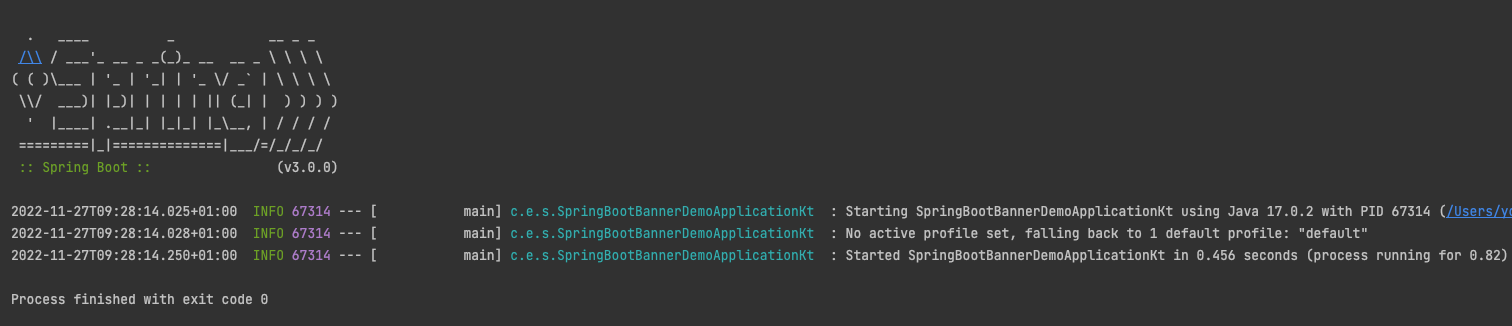 .   ____          _            __ _ _
 /\\ / ___'_ __ _ _(_)_ __  __ _ \ \ \ \
( ( )\___ | '_ | '_| | '_ \/ _` | \ \ \ \
 \\/  ___)| |_)| | | | | || (_| |  ) ) ) )
  '  |____| .__|_| |_|_| |_\__, | / / / /
 =========|_|==============|___/=/_/_/_/
 :: Spring Boot ::                (v3.0.0)
2022-11-27T09:28:14.025+01:00  INFO 67314 --- [           main] c.e.s.SpringBootBannerDemoApplicationKt  : Starting SpringBootBannerDemoApplicationKt using Java 17.0.2 with PID 67314 (/Users/
2022-11-27T09:28:14.028+01:00  INFO 67314 --- [           main] c.e.s.SpringBootBannerDemoApplicationKt  : No active profile set, falling back to 1 default profile: "default"
2022-11-27T09:28:14.250+01:00  INFO 67314 --- [           main] c.e.s.SpringBootBannerDemoApplicationKt  : Started SpringBootBannerDemoApplicationKt in 0.456 seconds (process running for 0.82)
Process finished with exit code 0